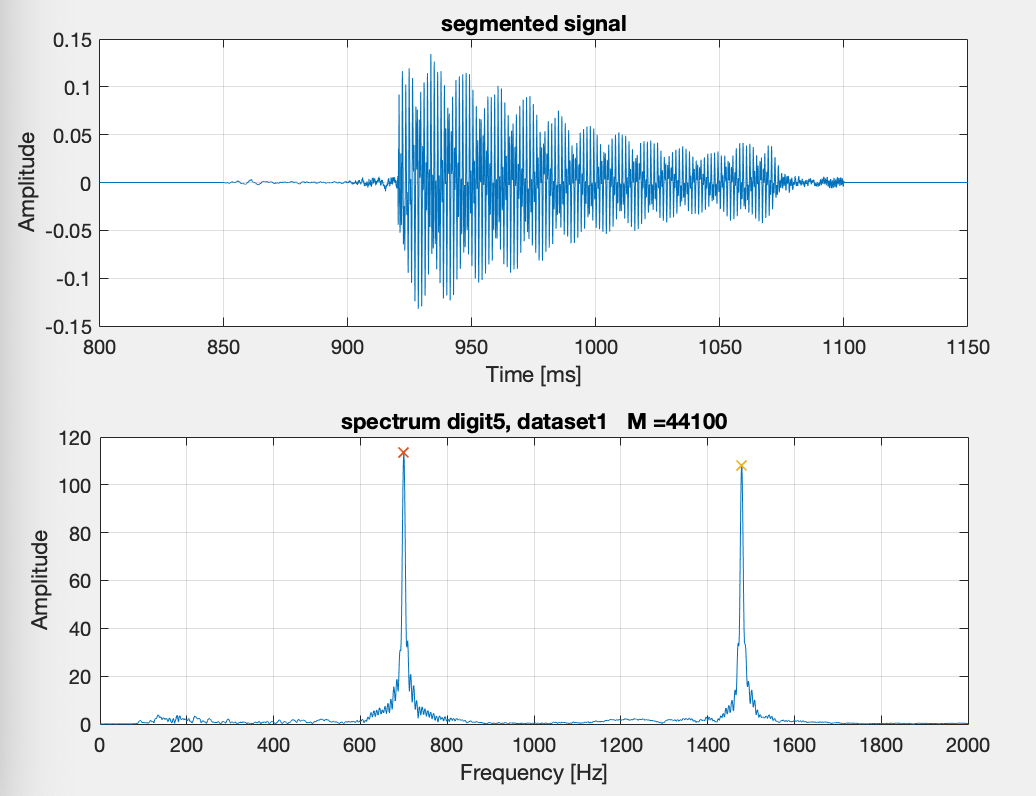 segmented signal
0.15
0.1
0.05
0
-0.05
-0.1
-0.15
Amplitude
800 850 900 950 1000 1050 1100 1150
Time [ms]
spectrum digit5, dataset1   M =44100
120
100
80
60
40
20
0
Amplitude
0 200 400 600 800 1000 1200 1400 1600 1800 2000
Frequency [Hz]